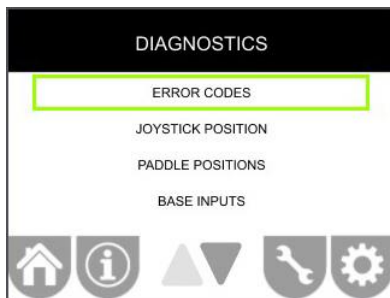 DIAGNOSTICS
ERROR CODES
JOYSTICK POSITION
PADDLE POSITIONS
BASE INPUTS